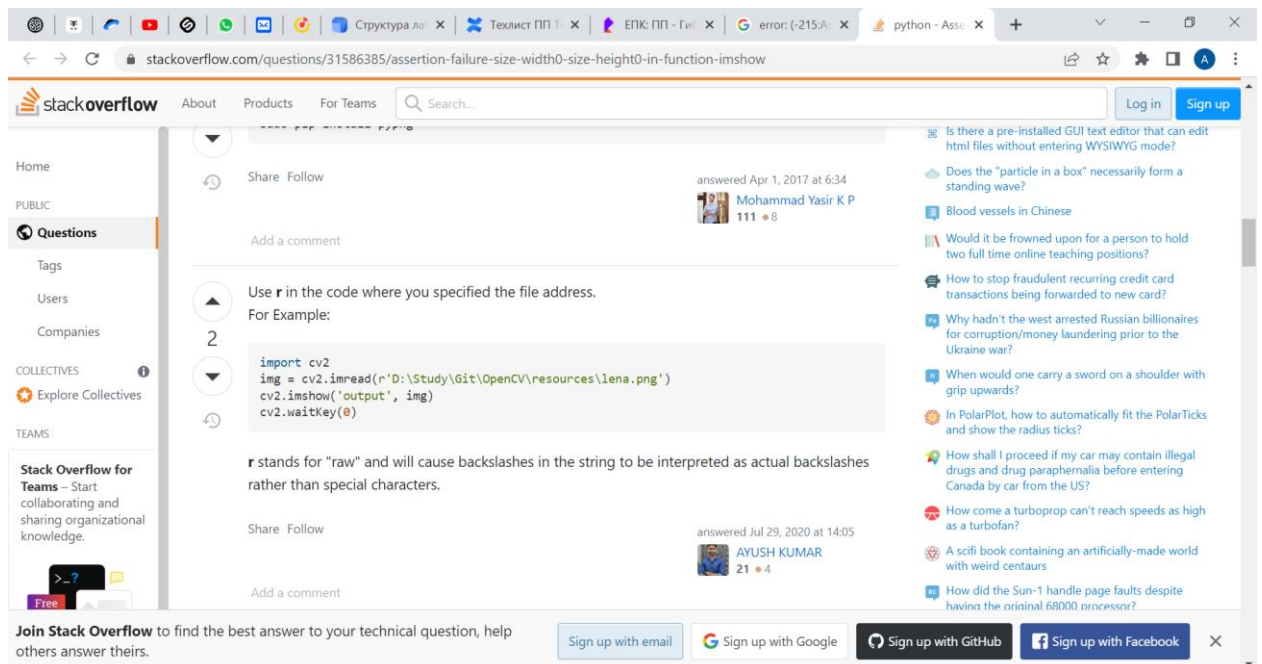 Структура ла
Техлист ПП Т
ЕПК: ПП - Гиб
error: (-215:As
python - Asse
stackoverflow.com/questions/31586385/assertion-failure-size-width0-size-height0-in-function-imshow
A
stackoverflow
About
Products
For Teams
Search...
Log in
Sign up
Home
PUBLIC
Questions
Tags
Users
Companies
COLLECTIVES
Explore Collectives
TEAMS
Stack Overflow for
Teams – Start
collaborating and
sharing organizational
knowledge.
>_?
Free
sudo pip install pypng
Share Follow
answered Apr 1, 2017 at 6:34
Mohammad Yasir K P
111 ● 8
Add a comment
2
Use r in the code where you specified the file address.
For Example:
import cv2
img = cv2.imread(r'D:\Study\Git\OpenCV\resources\lena.png')
cv2.imshow('output', img)
cv2.waitKey(0)
r stands for "raw" and will cause backslashes in the string to be interpreted as actual backslashes
rather than special characters.
Share Follow
answered Jul 29, 2020 at 14:05
AYUSH KUMAR
21 ● 4
Add a comment
Is there a pre-installed GUI text editor that can edit
html files without entering WYSIWYG mode?
Does the "particle in a box" necessarily form a
standing wave?
Blood vessels in Chinese
Would it be frowned upon for a person to hold
two full time online teaching positions?
How to stop fraudulent recurring credit card
transactions being forwarded to new card?
Why hadn't the west arrested Russian billionaires
for corruption/money laundering prior to the
Ukraine war?
When would one carry a sword on a shoulder with
grip upwards?
In PolarPlot, how to automatically fit the PolarTicks
and show the radius ticks?
How shall I proceed if my car may contain illegal
drugs and drug paraphernalia before entering
Canada by car from the US?
How come a turboprop can't reach speeds as high
as a turbofan?
A scifi book containing an artificially-made world
with weird centaurs
How did the Sun-1 handle page faults despite
having the original 68000 processor?
Join Stack Overflow to find the best answer to your technical question, help
others answer theirs.
Sign up with email
Sign up with Google
Sign up with GitHub
Sign up with Facebook